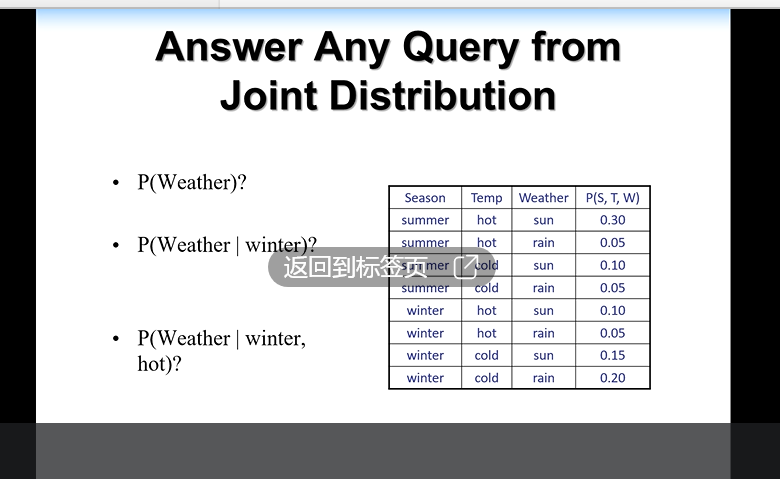 Answer Any Query from
Joint Distribution
• P(Weather)?
• P(Weather | winter)?
• P(Weather | winter,
hot)?
返回到标签页
Season Temp Weather P(S, T, W)
summer hot sun 0.30
summer hot rain 0.05
summer cold sun 0.10
summer cold rain 0.05
winter hot sun 0.10
winter hot rain 0.05
winter cold sun 0.15
winter cold rain 0.20